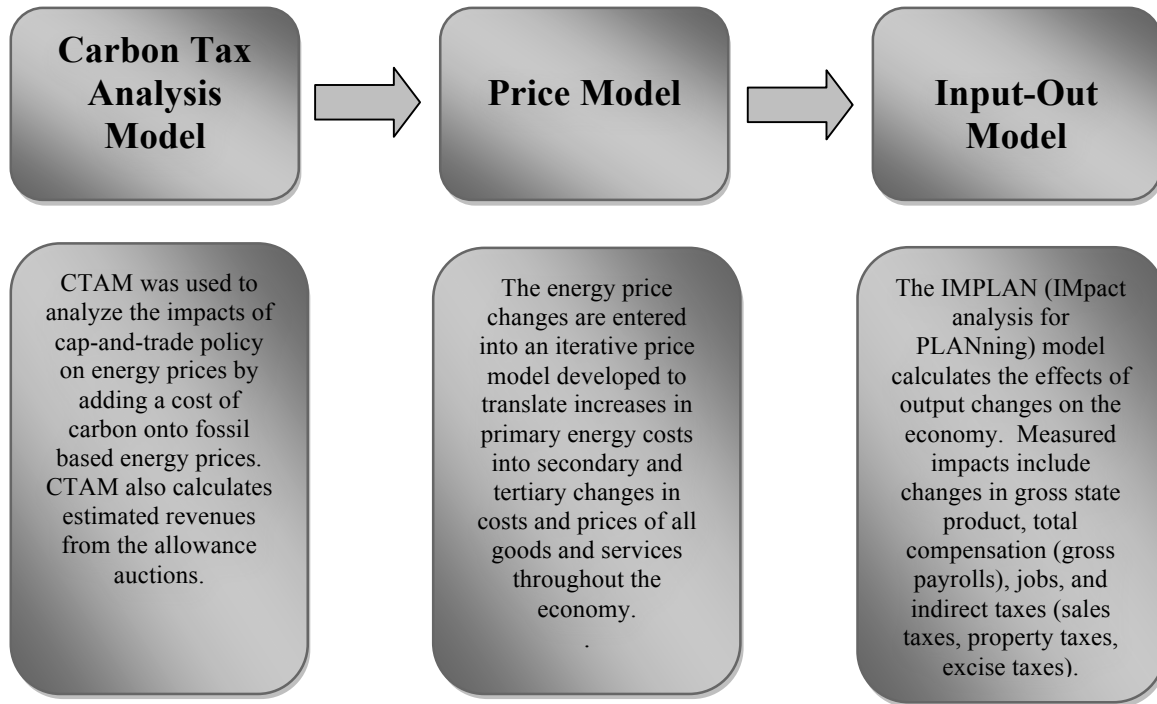 Carbon Tax
Analysis
Model
Price Model
Input-Out
Model
CTAM was used to
analyze the impacts of
cap-and-trade policy
on energy prices by
adding a cost of
carbon onto fossil
based energy prices.
CTAM also calculates
estimated revenues
from the allowance
auctions.
The energy price
changes are entered
into an iterative price
model developed to
translate increases in
primary energy costs
into secondary and
tertiary changes in
costs and prices of all
goods and services
throughout the
economy.
.
The IMPLAN (IMpact
analysis for
PLANning) model
calculates the effects of
output changes on the
economy.  Measured
impacts include
changes in gross state
product, total
compensation (gross
payrolls), jobs, and
indirect taxes (sales
taxes, property taxes,
excise taxes).